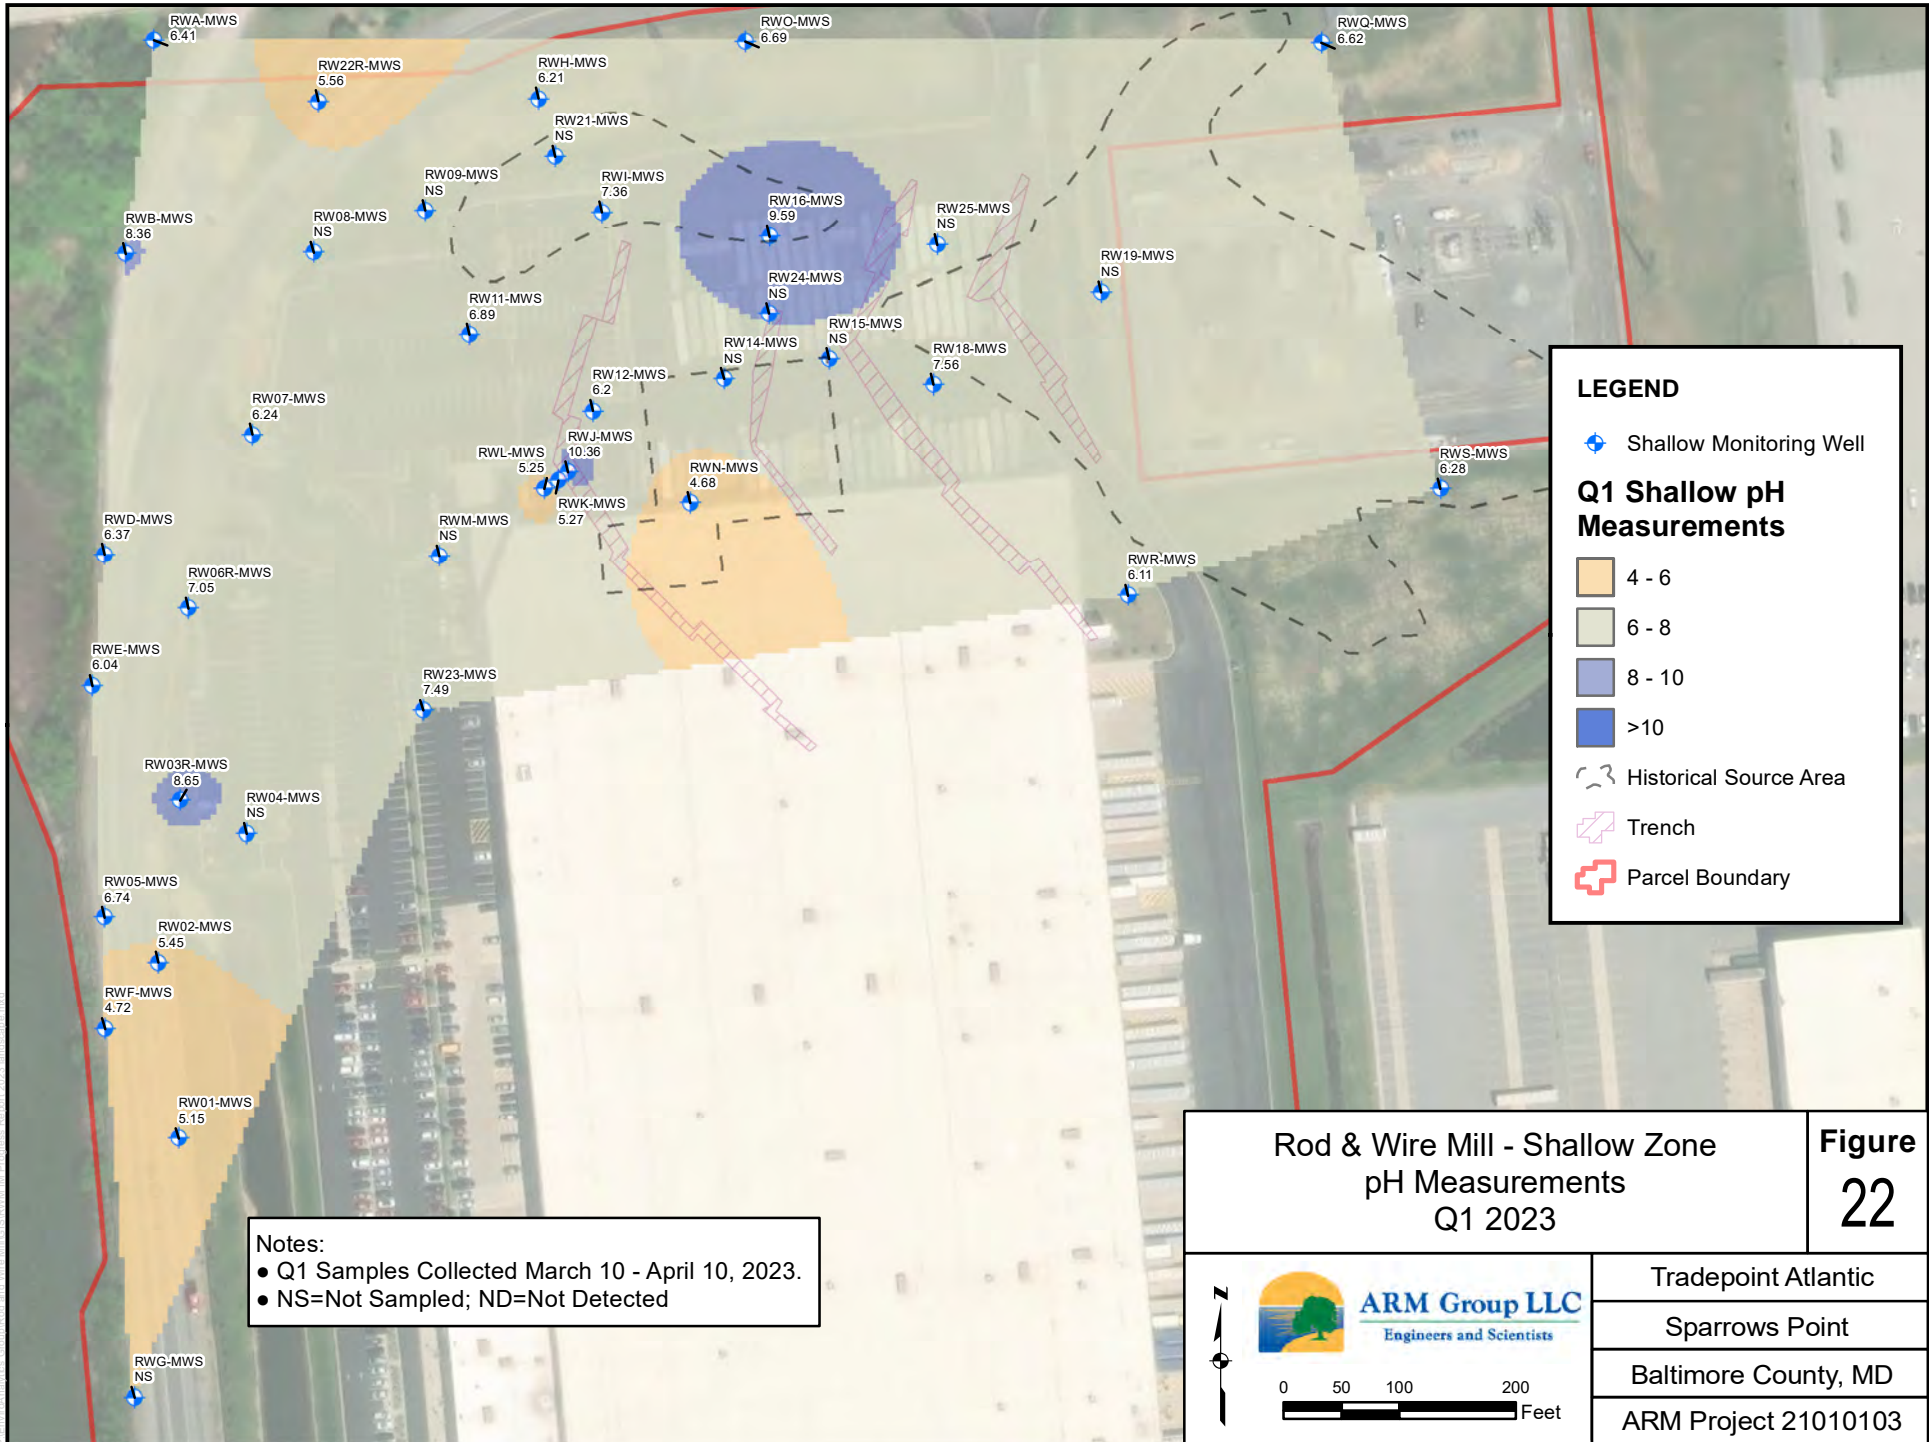 RWA-MWS
6.41
RWO-MWS
6.69
RWQ-MWS
6.62
RW22R-MWS
5.56
RWH-MWS
6.21
RW21-MWS
NS
RW09-MWS
NS
RWI-MWS
7.36
RW16-MWS
9.59
RW25-MWS
NS
RWB-MWS
8.36
RW08-MWS
NS
RW19-MWS
NS
RW24-MWS
NS
RW11-MWS
6.89
RW15-MWS
NS
RW14-MWS
NS
RW18-MWS
7.56
RW12-MWS
6.2
RW07-MWS
6.24
RWJ-MWS
10.36
RWL-MWS
5.25
RWK-MWS
5.27
RWN-MWS
4.68
RWS-MWS
6.28
RWD-MWS
6.37
RWM-MWS
NS
RW06R-MWS
7.05
RWR-MWS
6.11
RWE-MWS
6.04
RW23-MWS
7.49
RW03R-MWS
8.65
RW04-MWS
NS
RW05-MWS
6.74
RW02-MWS
5.45
RWF-MWS
4.72
RW01-MWS
5.15
RWG-MWS
NS
LEGEND
Shallow Monitoring Well
Q1 Shallow pH
Measurements
4 - 6
6 - 8
8 - 10
>10
Historical Source Area
Trench
Parcel Boundary
Notes:
● Q1 Samples Collected March 10 - April 10, 2023.
● NS=Not Sampled; ND=Not Detected
Rod & Wire Mill - Shallow Zone
pH Measurements
Q1 2023
Figure
22
Z
ARM Group LLC
Engineers and Scientists
0 50 100 200
Feet
Tradepoint Atlantic
Sparrows Point
Baltimore County, MD
ARM Project 21010103